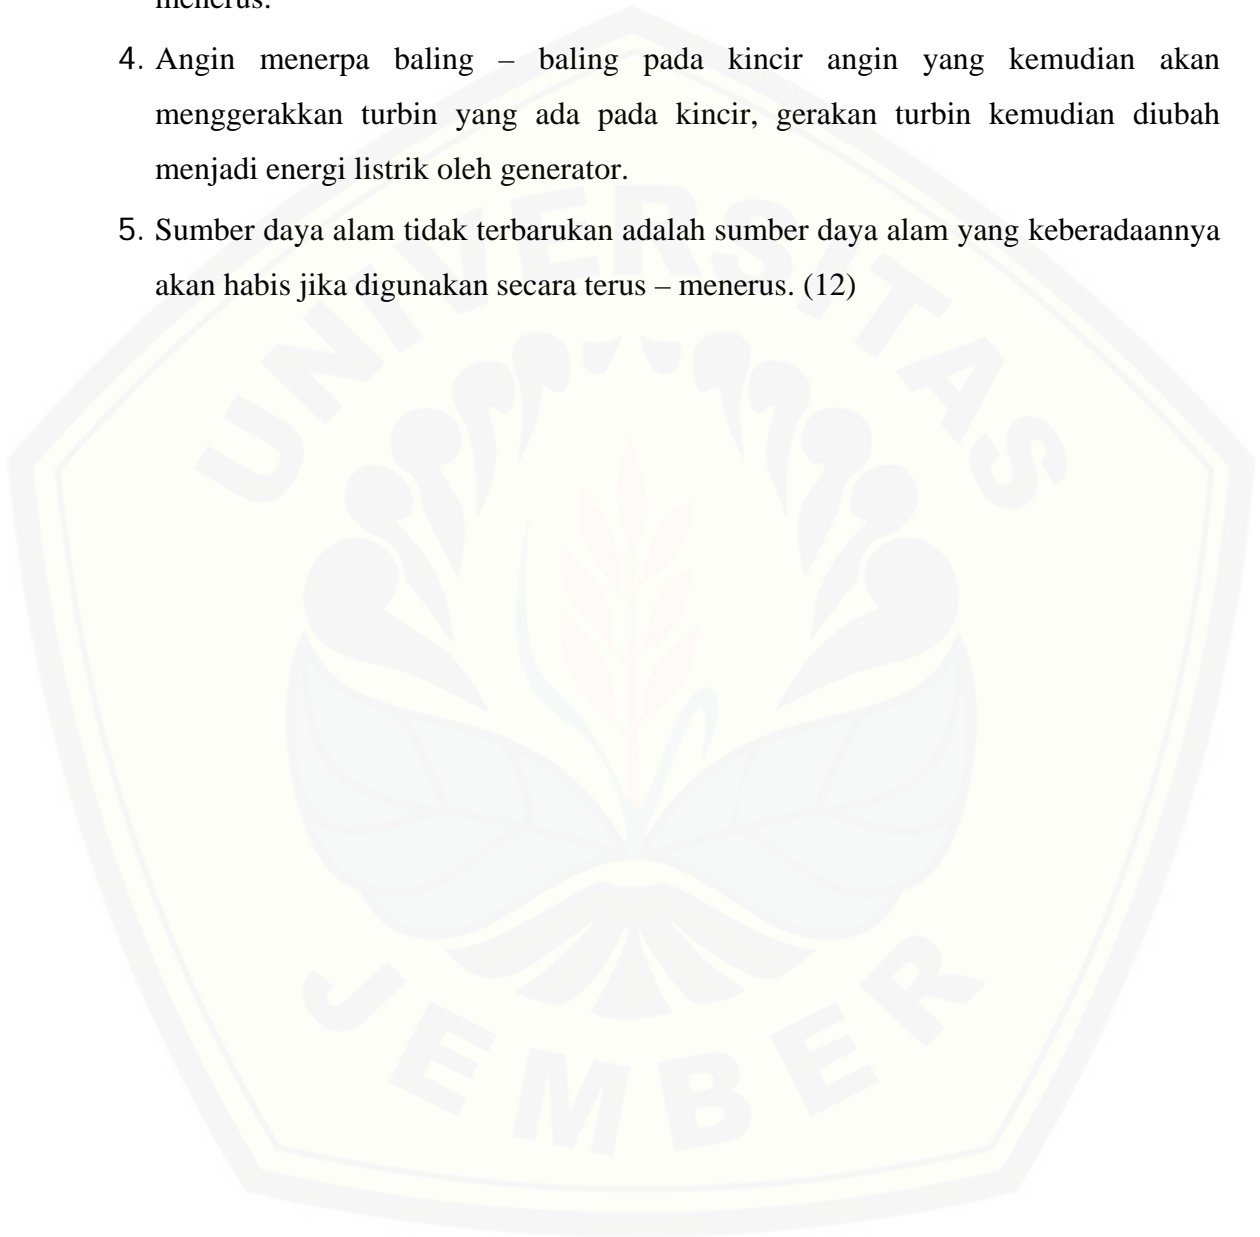 menerus.
4. Angin menerpa baling – baling pada kincir angin yang kemudian akan
menggerakkan turbin yang ada pada kincir, gerakan turbin kemudian diubah
menjadi energi listrik oleh generator.
5. Sumber daya alam tidak terbarukan adalah sumber daya alam yang keberadaannya
akan habis jika digunakan secara terus – menerus. (12)
UNIVERSITAS
JEMBER